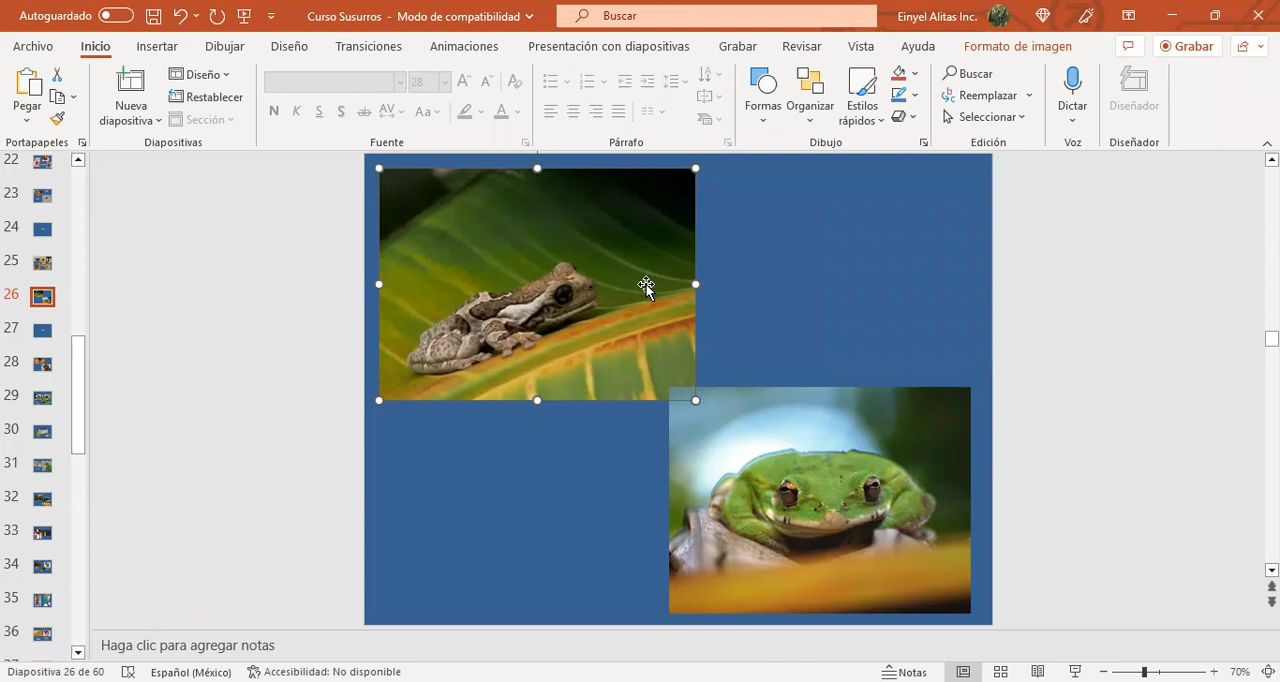 Autoguardado
Curso Susurros - Modo de compatibilidad
Buscar
Einyel Alitas Inc.
Archivo Inicio Insertar Dibujar Diseño Transiciones Animaciones Presentación con diapositivas Grabar Revisar Vista Ayuda Formato de imagen Grabar
Pegar
Nueva diapositiva
Diseño
Restablecer
Sección
28
N K S S ab AV Aa A
Formas Organizar Estilos rápidos
Buscar
Reemplazar
Seleccionar
Dictar
Diseñador
Portapapeles Diapositivas Fuente Párrafo Dibujo Edición Voz Diseñador
22
23
24
25
26
27
28
29
30
31
32
33
34
35
36
Haga clic para agregar notas
Diapositiva 26 de 60 Español (México) Accesibilidad: No disponible Notas 70%